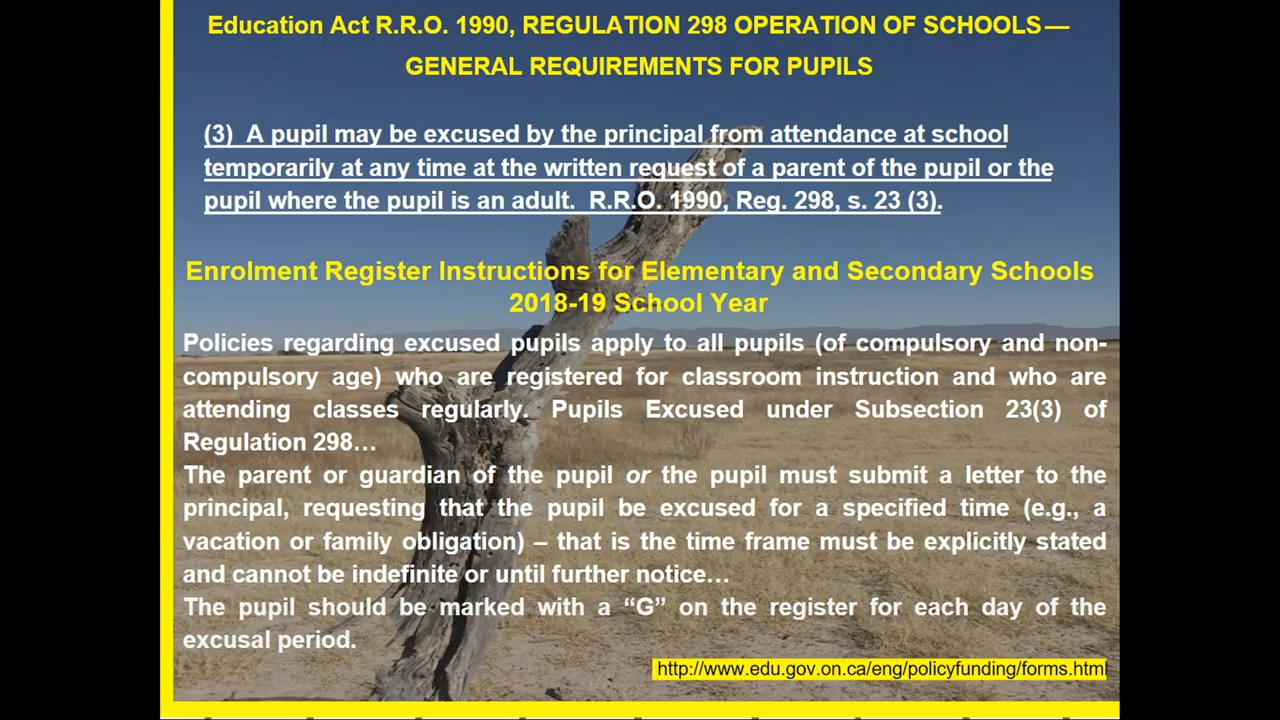 Education Act R.R.O. 1990, REGULATION 298 OPERATION OF SCHOOLS—
GENERAL REQUIREMENTS FOR PUPILS
(3) A pupil may be excused by the principal from attendance at school
temporarily at any time at the written request of a parent of the pupil or the
pupil where the pupil is an adult. R.R.O. 1990, Reg. 298, s. 23 (3).
Enrolment Register Instructions for Elementary and Secondary Schools
2018-19 School Year
Policies regarding excused pupils apply to all pupils (of compulsory and non-
compulsory age) who are registered for classroom instruction and who are
attending classes regularly. Pupils Excused under Subsection 23(3) of
Regulation 298…
The parent or guardian of the pupil or the pupil must submit a letter to the
principal, requesting that the pupil be excused for a specified time (e.g., a
vacation or family obligation) – that is the time frame must be explicitly stated
and cannot be indefinite or until further notice…
The pupil should be marked with a “G” on the register for each day of the
excusal period.
http://www.edu.gov.on.ca/eng/policyfunding/forms.html